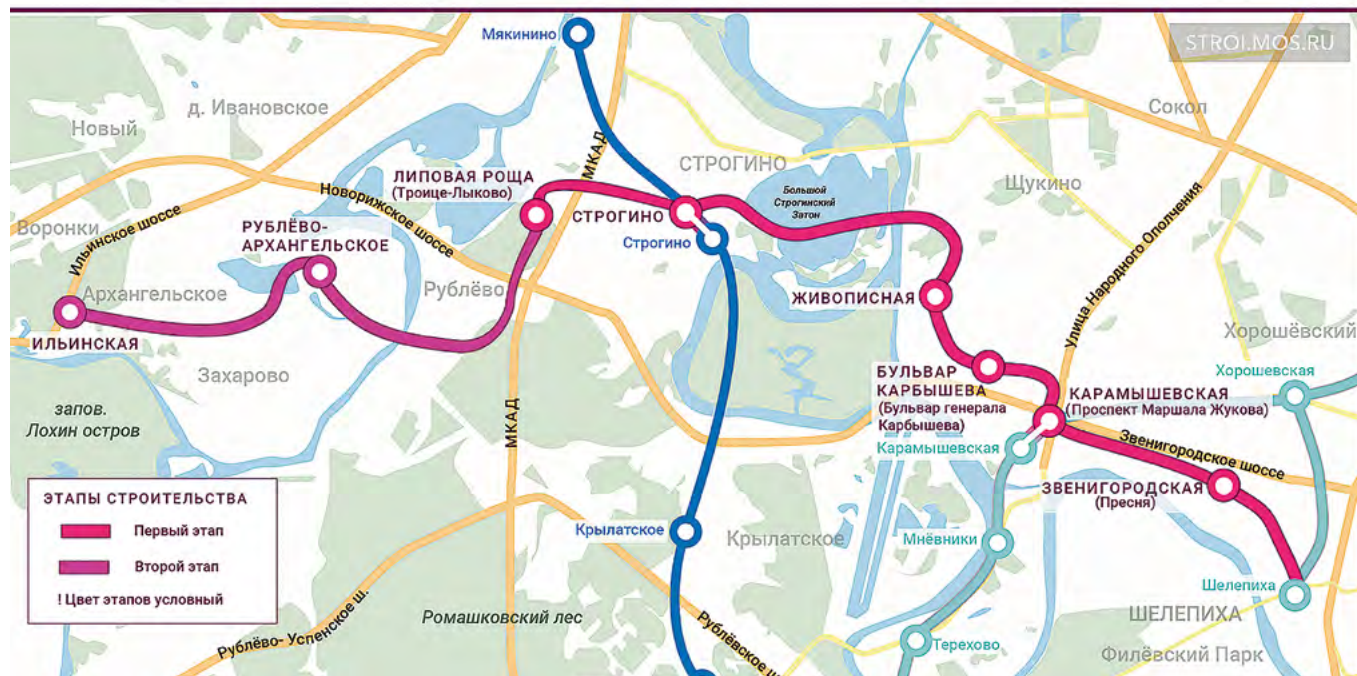 STROI.MOS.RU
Мякинино
д. Ивановское
Новый
Сокол
МКАД
СТРОГИНО
ЛИПОВАЯ РОЩА
(Троице-Лыково)
Щукино
Новорижское шоссе
Большой
Строгинский
Затон
СТРОГИНО
Строгино
Воронки
Ильинское шоссе
РУБЛЁВО-
АРХАНГЕЛЬСКОЕ
Улица Народного Ополчения
Архангельское
Рублёво
ЖИВОПИСНАЯ
ИЛЬИНСКАЯ
Хорошёвский
Захарово
БУЛЬВАР
КАРБЫШЕВА
(Бульвар генерала
Карбышева)
Хорошевская
КАРАМЫШЕВСКАЯ
(Проспект Маршала Жукова)
запов.
Лохин остров
МКАД
Карамышевская
Звенигородское шоссе
ЗВЕНИГОРОДСКАЯ
(Пресня)
ЭТАПЫ СТРОИТЕЛЬСТВА
Первый этап
Второй этап
! Цвет этапов условный
Крылатское
Крылатское
Мнёвники
Шелепиха
Рублёво- Успенское ш.
Ромашковский лес
Рублёвское ш
ШЕЛЕПИХА
Терехово
Филёвский Парк